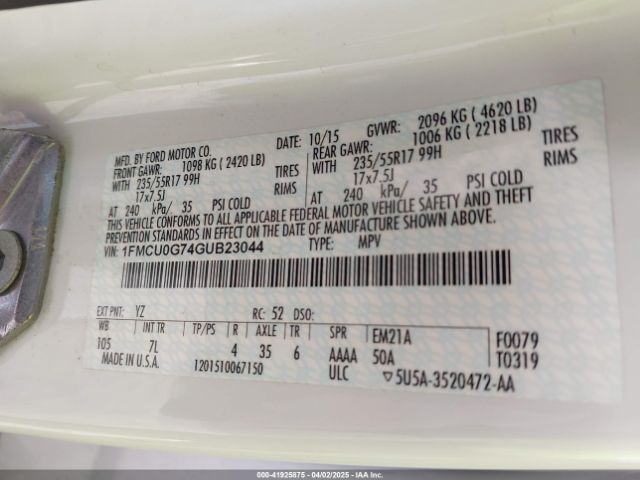 MFD. BY FORD MOTOR CO.
DATE: 10/15 GVWR: 2096 KG ( 4620 LB)
FRONT GAWR: 1098 KG ( 2420 LB) REAR GAWR: 1006 KG ( 2218 LB)
WITH 235/55R17 99H TIRES WITH 235/55R17 99H TIRES
17x7.5J RIMS 17x7.5J RIMS
AT 240 kPa/ 35 PSI COLD AT 240 kPa/ 35 PSI COLD
THIS VEHICLE CONFORMS TO ALL APPLICABLE FEDERAL MOTOR VEHICLE SAFETY AND THEFT
PREVENTION STANDARDS IN EFFECT ON THE DATE OF MANUFACTURE SHOWN ABOVE.
VIN: 1FMCU0G74GUB23044 TYPE: MPV
EXT PNT: YZ RC: 52 DSO:
WB INT TR TP/PS R AXLE TR SPR EM21A F0079
105 7L 4 35 6 AAAA 50A T0319
MADE IN U.S.A. 1201510067150 ULC ▽5U5A-3520472-AA
000-41925875 - 04/02/2025 - IAAI.COM